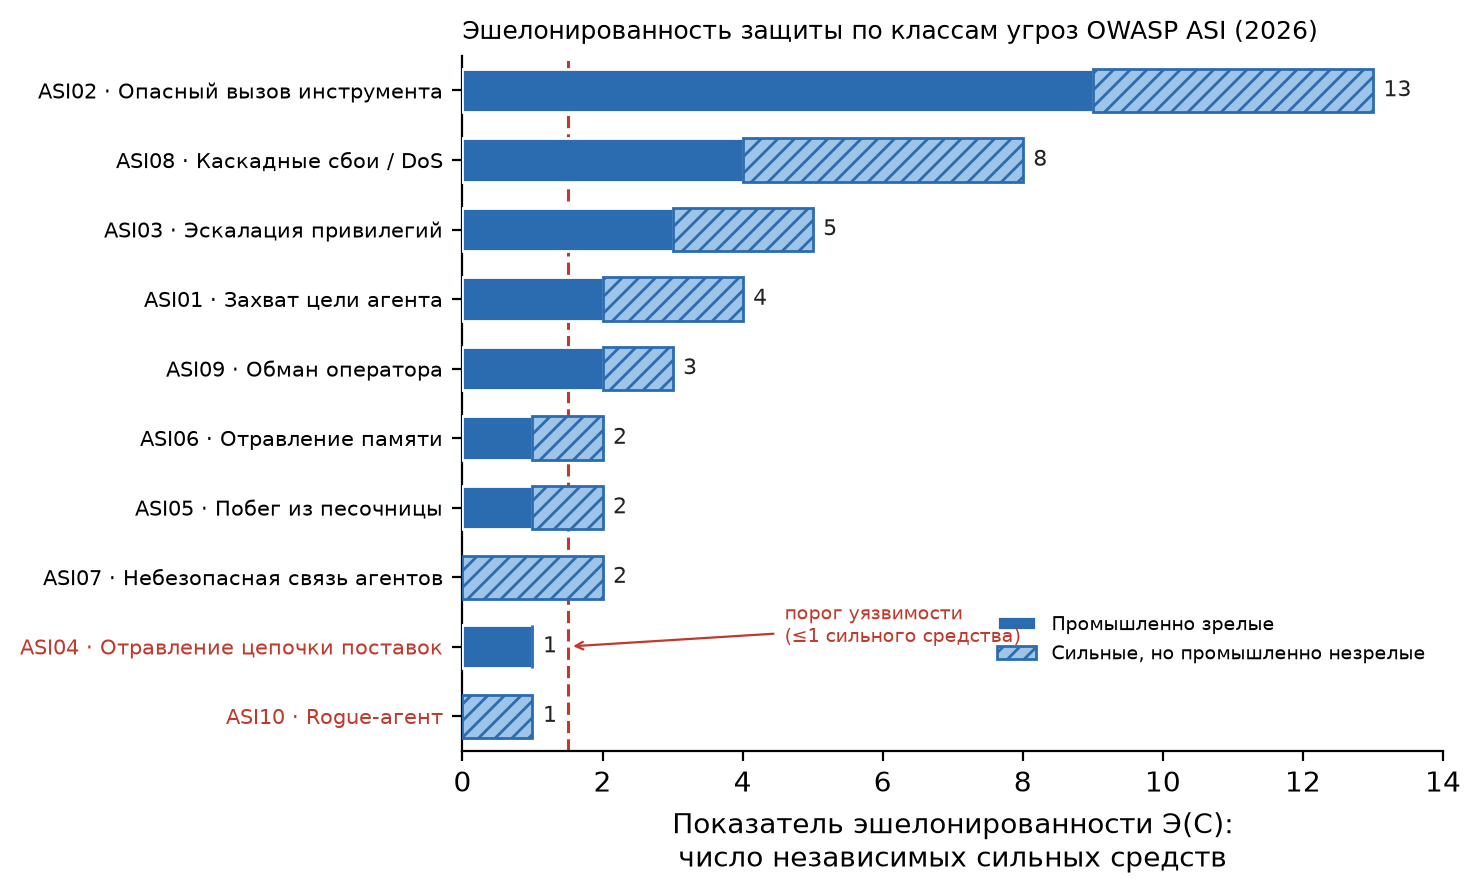 Эшелонированность защиты по классам угроз OWASP ASI (2026)
ASI02 · Опасный вызов инструмента
13
ASI08 · Каскадные сбои / DoS
8
ASI03 · Эскалация привилегий
5
ASI01 · Захват цели агента
4
ASI09 · Обман оператора
3
ASI06 · Отравление памяти
2
ASI05 · Побег из песочницы
2
ASI07 · Небезопасная связь агентов
2
ASI04 · Отравление цепочки поставок
1
порог уязвимости
(≤1 сильного средства)
Промышленно зрелые
Сильные, но промышленно незрелые
ASI10 · Rogue-агент
1
0 2 4 6 8 10 12 14
Показатель эшелонированности Э(C):
число независимых сильных средств